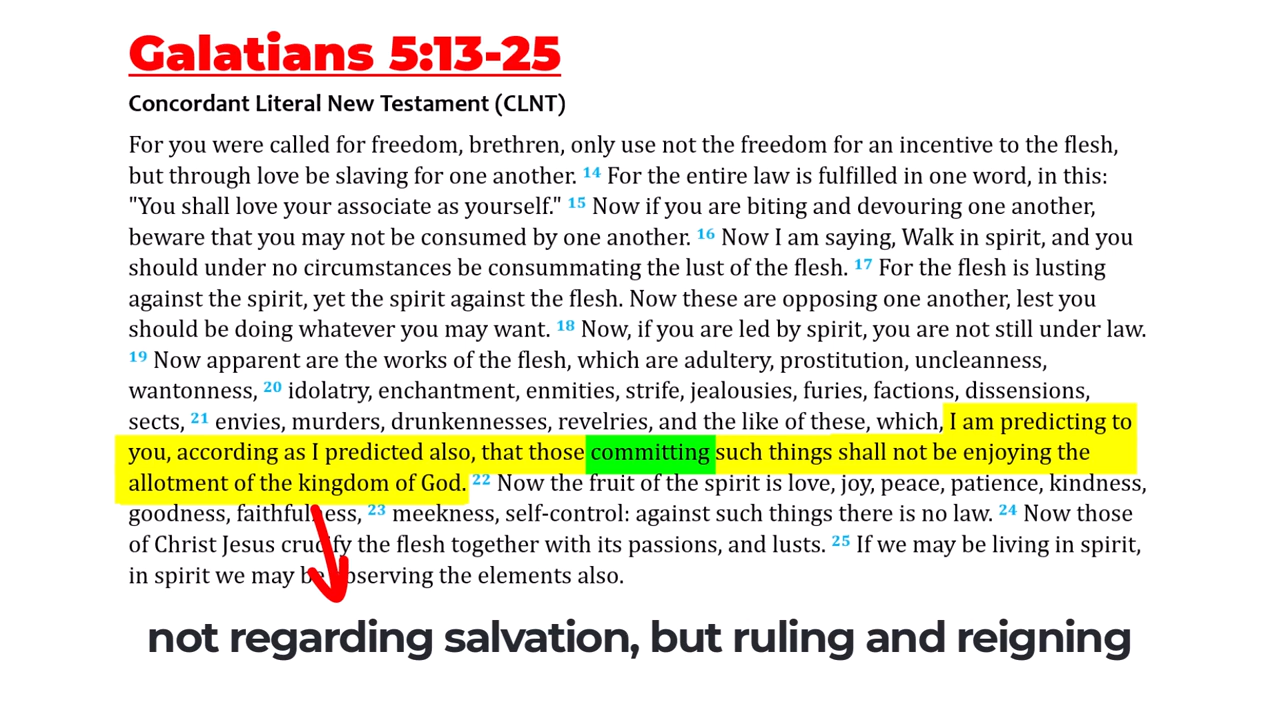 Galatians 5:13-25
Concordant Literal New Testament (CLNT)
For you were called for freedom, brethren, only use not the freedom for an incentive to the flesh,
but through love be slaving for one another. 14 For the entire law is fulfilled in one word, in this:
"You shall love your associate as yourself." 15 Now if you are biting and devouring one another,
beware that you may not be consumed by one another. 16 Now I am saying, Walk in spirit, and you
should under no circumstances be consummating the lust of the flesh. 17 For the flesh is lusting
against the spirit, yet the spirit against the flesh. Now these are opposing one another, lest you
should be doing whatever you may want. 18 Now, if you are led by spirit, you are not still under law.
19 Now apparent are the works of the flesh, which are adultery, prostitution, uncleanness,
wantonness, 20 idolatry, enchantment, enmities, strife, jealousies, furies, factions, dissensions,
sects, 21 envies, murders, drunkennesses, revelries, and the like of these, which, I am predicting to
you, according as I predicted also, that those committing such things shall not be enjoying the
allotment of the kingdom of God. 22 Now the fruit of the spirit is love, joy, peace, patience, kindness,
goodness, faithfulness, 23 meekness, self-control: against such things there is no law. 24 Now those
of Christ Jesus crucify the flesh together with its passions, and lusts. 25 If we may be living in spirit,
in spirit we may be observing the elements also.
not regarding salvation, but ruling and reigning